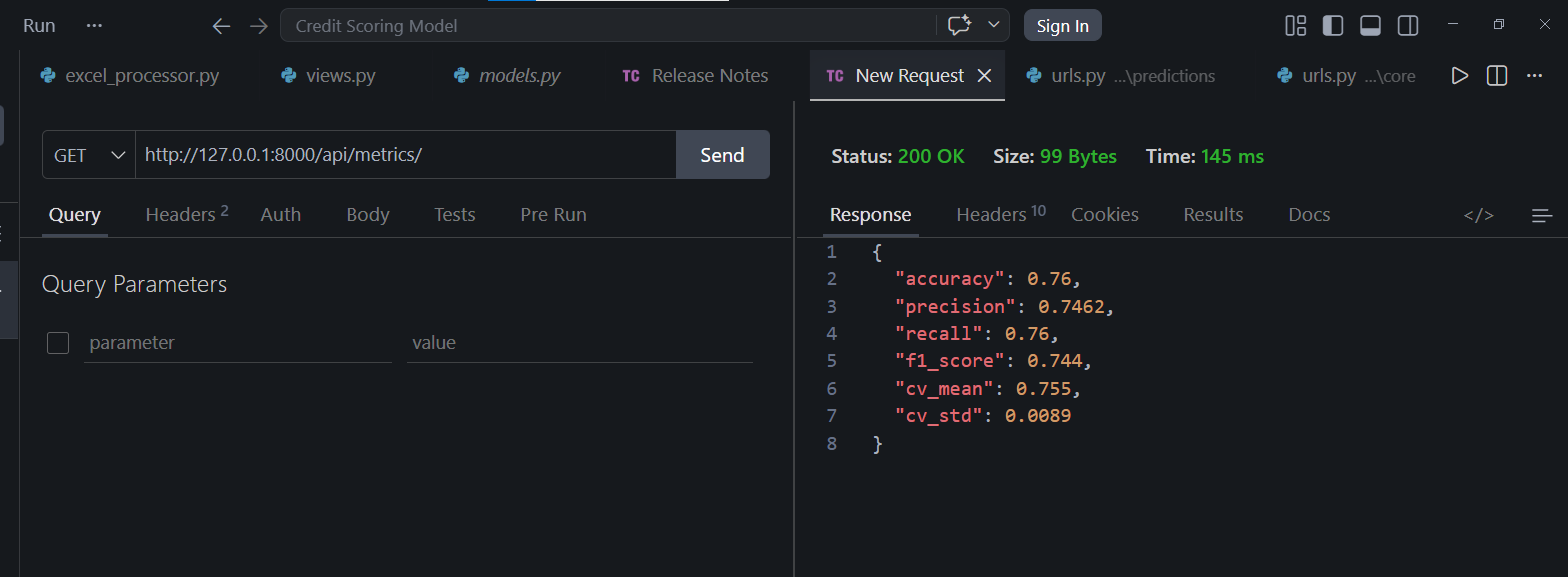 Run ... Credit Scoring Model Sign In
excel_processor.py views.py models.py TC Release Notes TC New Request urls.py ...\predictions urls.py ...\core ...
GET http://127.0.0.1:8000/api/metrics/ Send
Query Headers 2 Auth Body Tests Pre Run
Query Parameters
parameter value
Status: 200 OK Size: 99 Bytes Time: 145 ms
Response Headers 10 Cookies Results Docs </>
1 {
2 "accuracy": 0.76,
3 "precision": 0.7462,
4 "recall": 0.76,
5 "f1_score": 0.744,
6 "cv_mean": 0.755,
7 "cv_std": 0.0089
8 }